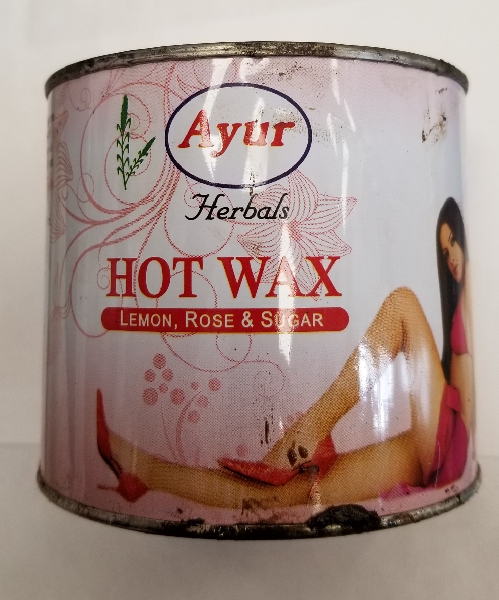 Ayur
Herbals
HOT WAX
LEMON, ROSE & SUGAR